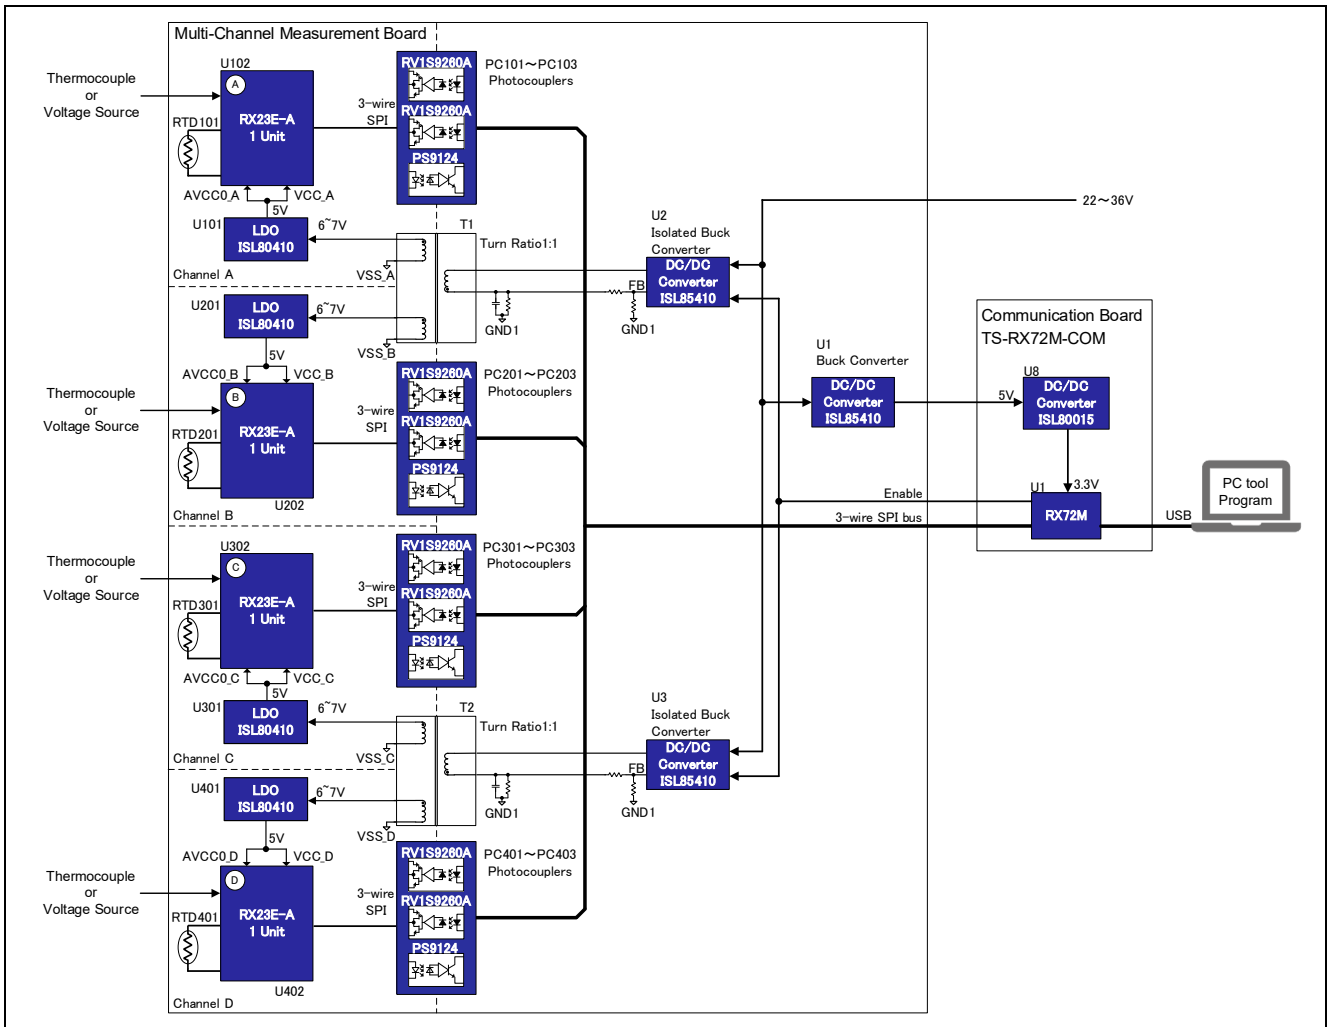 Multi-Channel Measurement Board
U102
Thermocouple
or
Voltage Source
A
RX23E-A
1 Unit
RTD101
3-wire
SPI
RV1S9260A
RV1S9260A
PS9124
PC101～PC103
Photocouplers
AVCC0_A
VCC_A
5V
U101
LDO
ISL80410
6~7V
VSS_A
Channel A
T1
Turn Ratio1:1
U2
Isolated Buck
Converter
DC/DC
Converter
ISL85410
FB
GND1
GND1
22～36V
U201
LDO
ISL80410
6~7V
VSS_B
5V
AVCC0_B
VCC_B
Thermocouple
or
Voltage Source
B
RX23E-A
1 Unit
RTD201
U202
Channel B
3-wire
SPI
RV1S9260A
RV1S9260A
PS9124
PC201～PC203
Photocouplers
U1
Buck Converter
DC/DC
Converter
ISL85410
Communication Board
TS-RX72M-COM
U8
5V
DC/DC
Converter
ISL80015
3.3V
U1
RX72M
Enable
3-wire SPI bus
USB
PC tool
Program
U302
Thermocouple
or
Voltage Source
C
RX23E-A
1 Unit
RTD301
3-wire
SPI
RV1S9260A
RV1S9260A
PS9124
PC301～PC303
Photocouplers
AVCC0_C
VCC_C
5V
U301
LDO
ISL80410
6~7V
VSS_C
Channel C
T2
Turn Ratio1:1
U3
Isolated Buck
Converter
DC/DC
Converter
ISL85410
FB
GND1
GND1
U401
LDO
ISL80410
6~7V
VSS_D
5V
AVCC0_D
VCC_D
Thermocouple
or
Voltage Source
D
RX23E-A
1 Unit
RTD401
U402
Channel D
3-wire
SPI
RV1S9260A
RV1S9260A
PS9124
PC401～PC403
Photocouplers